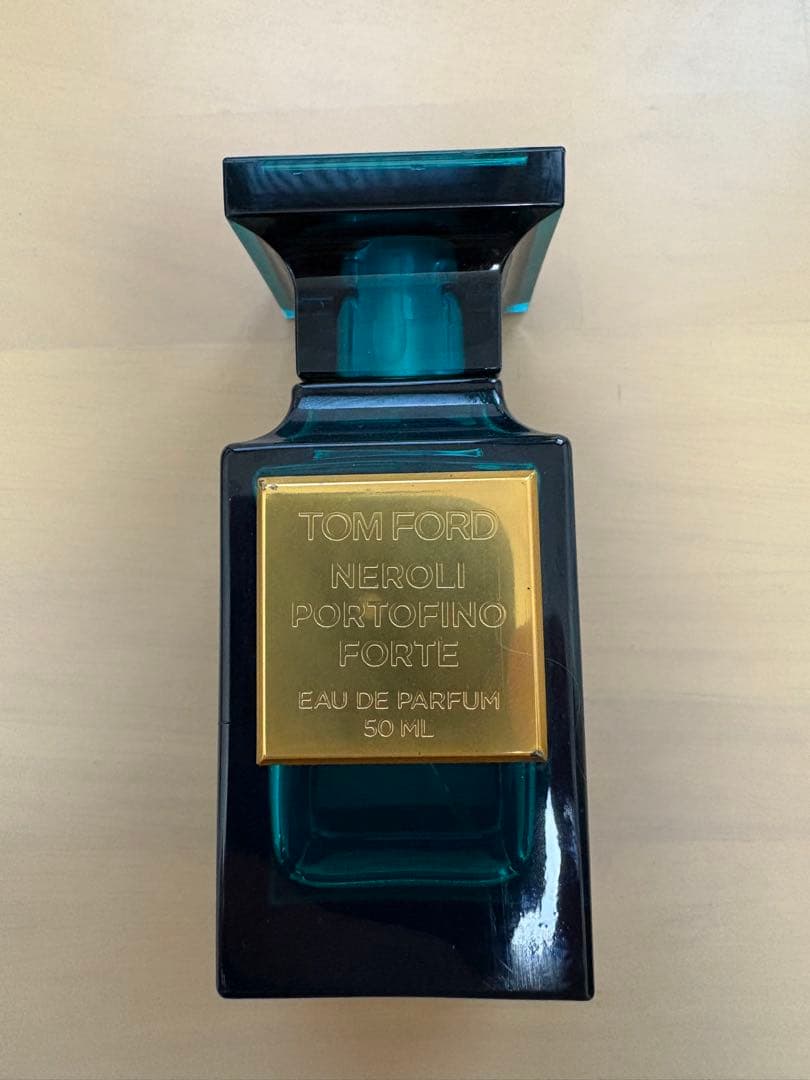 TOM FORD
NEROLI
PORTOFINO
FORTE
EAU DE PARFUM
50 ML